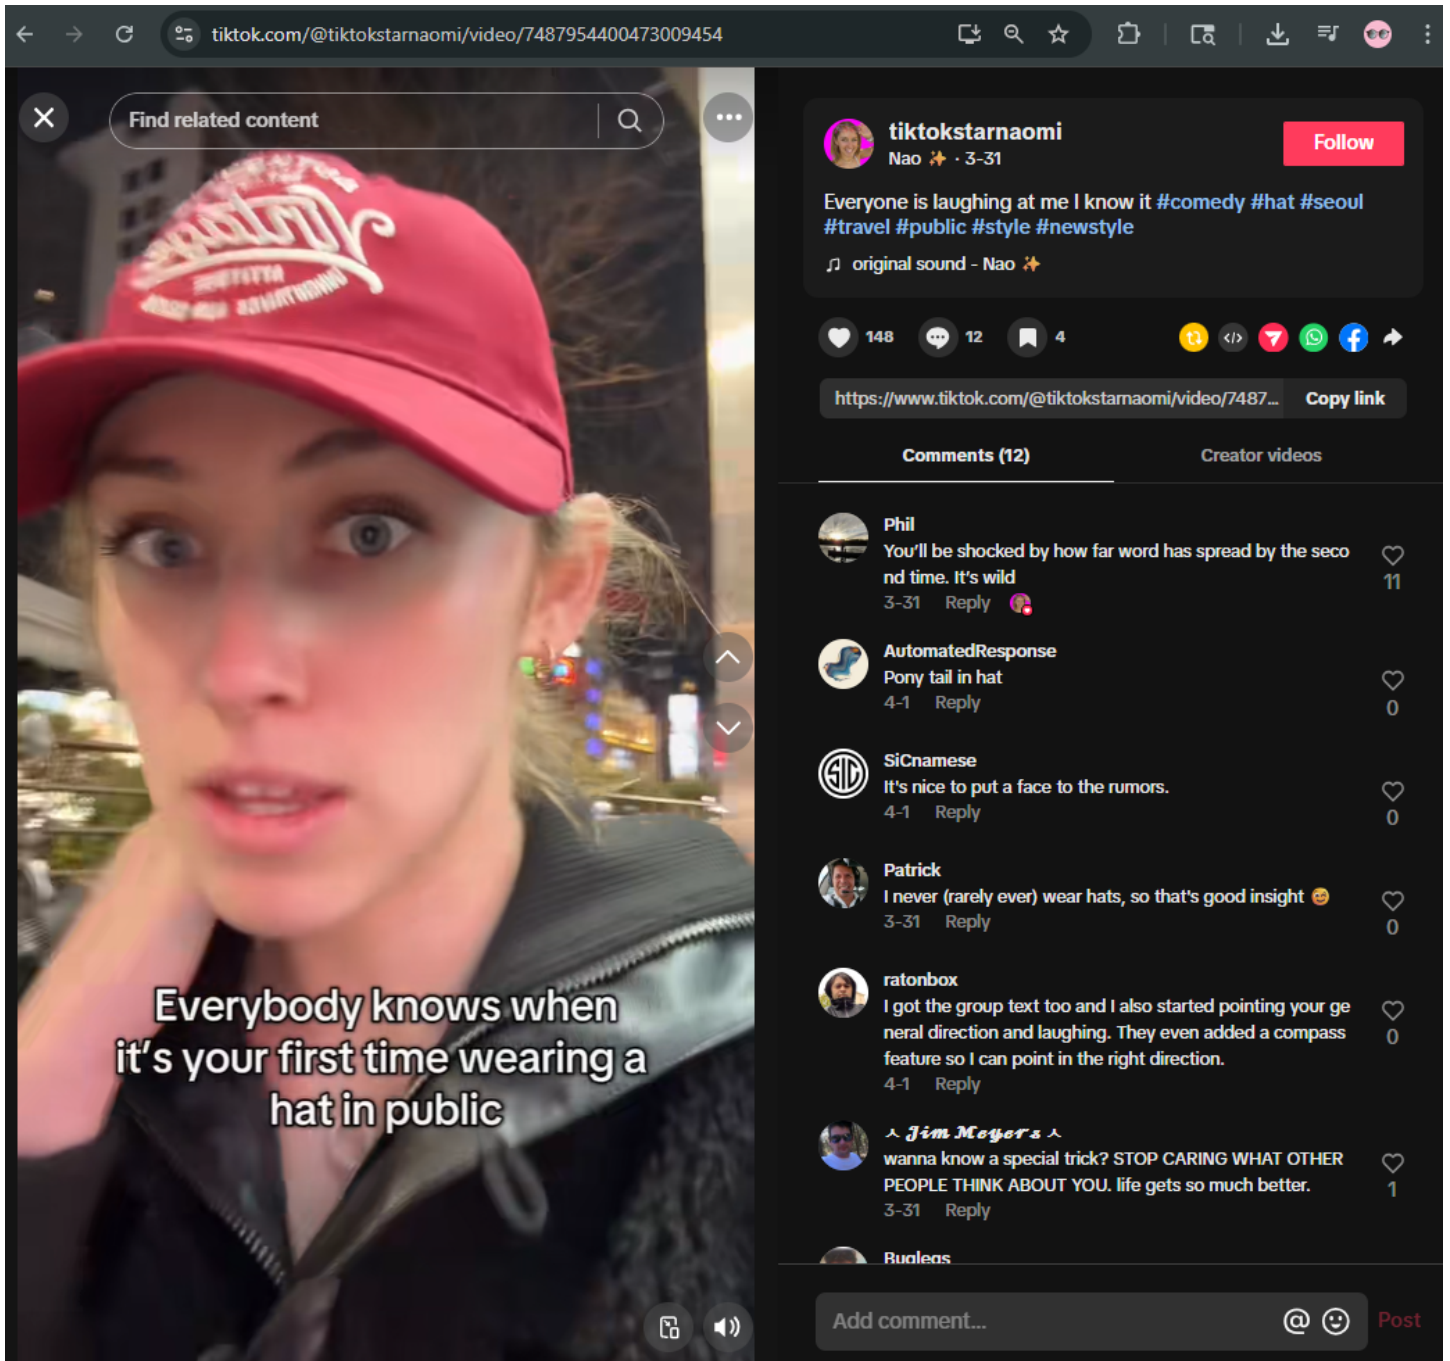 tiktok.com/@tiktokstarnaomi/video/7487954400473009454
Find related content
Everybody knows when
it's your first time wearing a
hat in public
tiktokstarnaomi
Nao ✨ · 3-31
Follow
Everyone is laughing at me I know it #comedy #hat #seoul
#travel #public #style #newstyle
♫ original sound - Nao ✨
148
12
4
https://www.tiktok.com/@tiktokstarnaomi/video/7487...
Copy link
Comments (12)
Creator videos
Phil
You'll be shocked by how far word has spread by the seco
nd time. It's wild
3-31 Reply
11
AutomatedResponse
Pony tail in hat
4-1 Reply
0
SiCnamese
It's nice to put a face to the rumors.
4-1 Reply
0
Patrick
I never (rarely ever) wear hats, so that's good insight 😅
3-31 Reply
0
ratonbox
I got the group text too and I also started pointing your ge
neral direction and laughing. They even added a compass
feature so I can point in the right direction.
4-1 Reply
0
ㅅ 𝓙𝓲𝓶 𝓜𝓮𝔂𝓮𝓻𝓼 ㅅ
wanna know a special trick? STOP CARING WHAT OTHER
PEOPLE THINK ABOUT YOU. life gets so much better.
3-31 Reply
1
Buglegs
Add comment...
Post